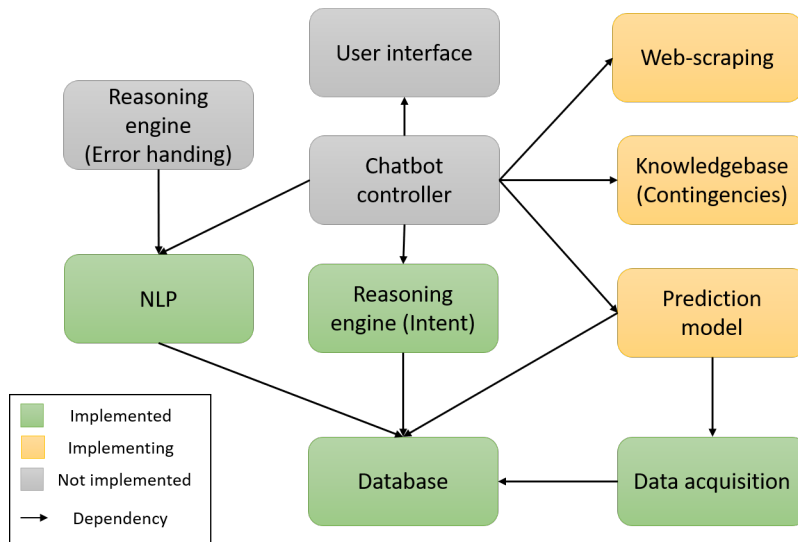 User interface
Web-scraping
Reasoning
engine
(Error handing)
Chatbot
controller
Knowledgebase
(Contingencies)
NLP
Reasoning
engine (Intent)
Prediction
model
Implemented
Implementing
Not implemented
Dependency
Database
Data acquisition